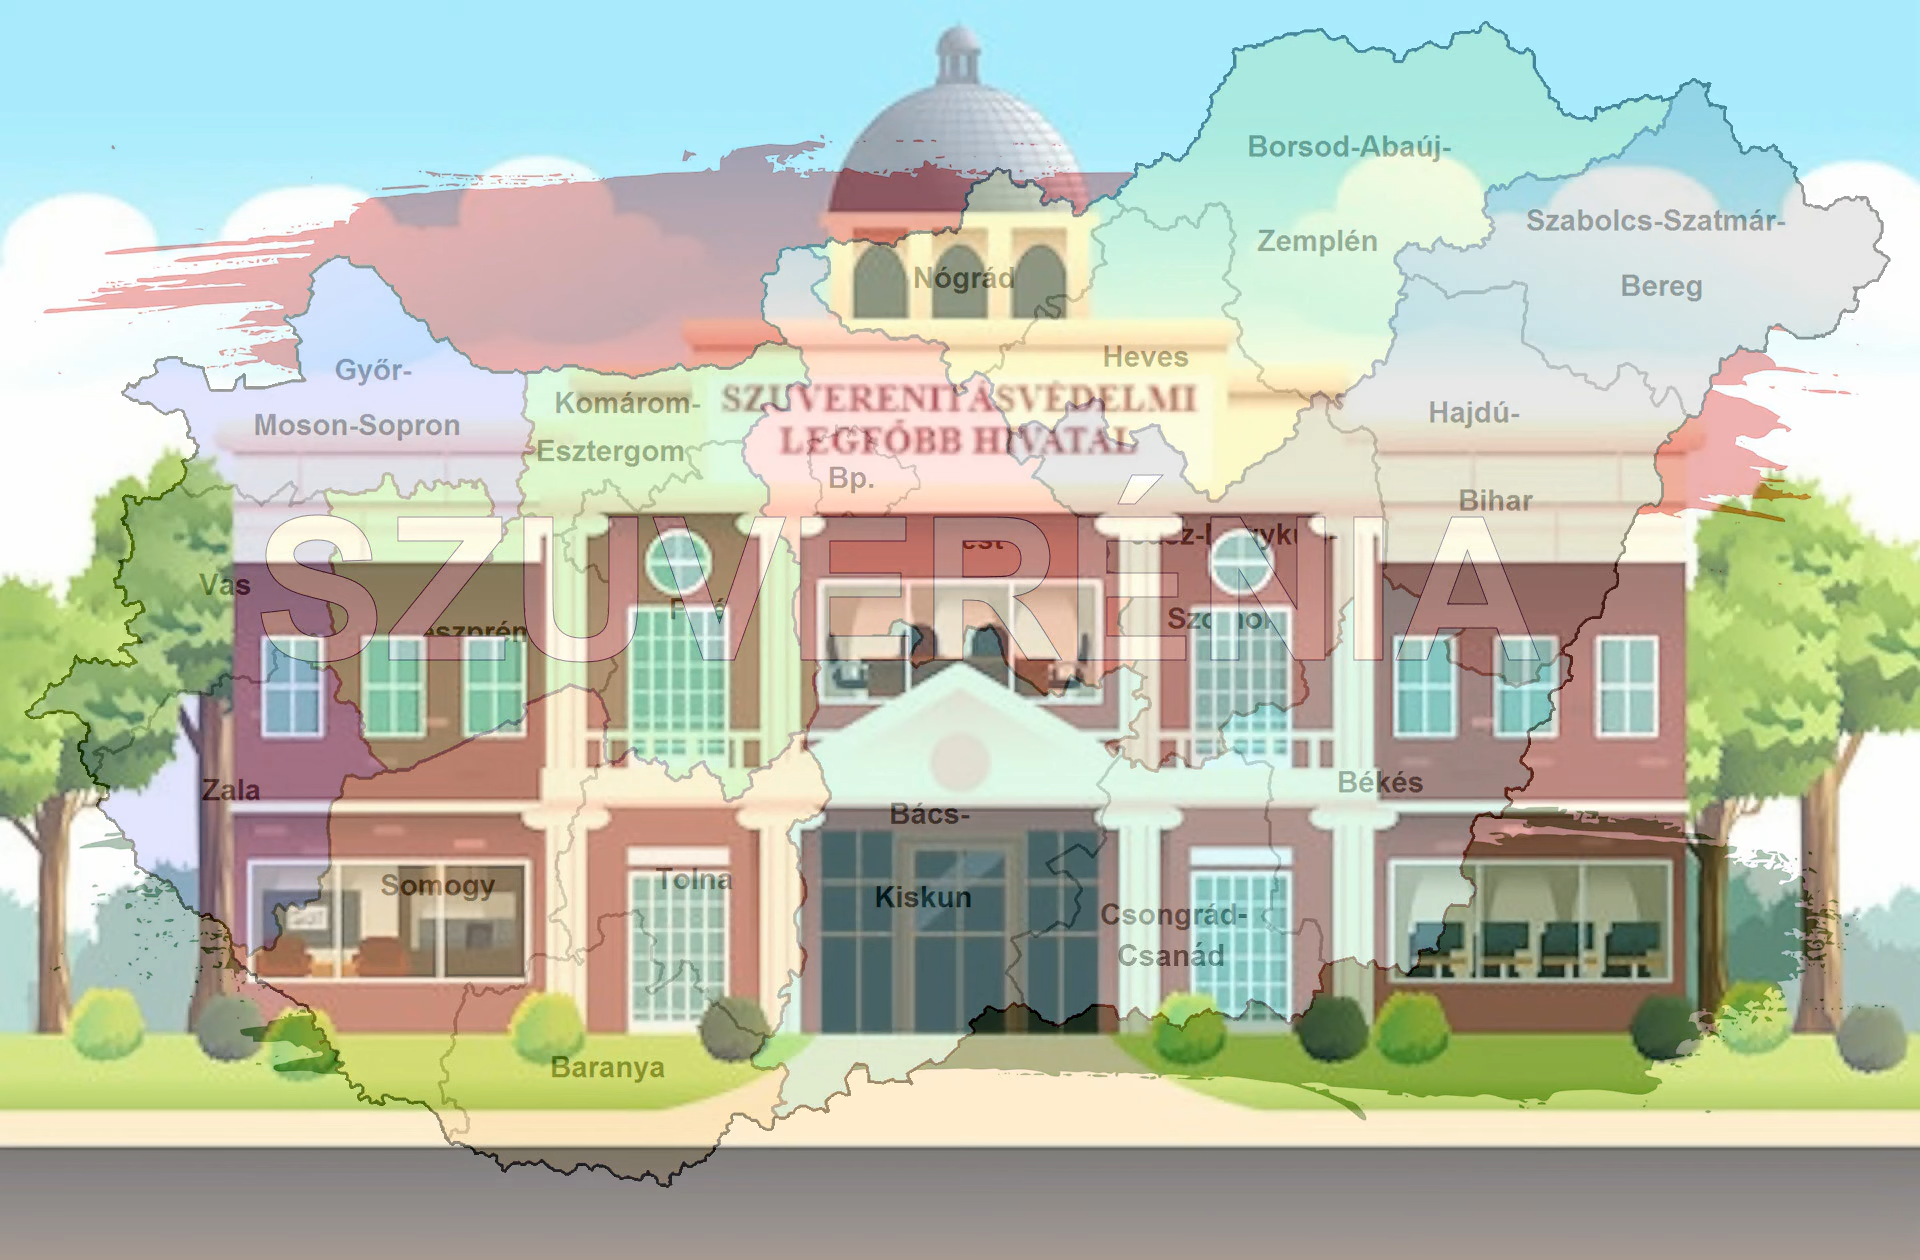 Borsod-Abaúj-
Zemplén
Szabolcs-Szatmár-
Bereg
Nógrád
Heves
Győr-
Moson-Sopron
Komárom-
Esztergom
SZUVERENITÁSVÉDELMI
LEGFŐBB HIVATAL
Bp.
Hajdú-
Bihar
SZUVERÉNIA
Vas
Zala
Somogy
Tolna
Baranya
Bács-
Kiskun
Békés
Csongrád-
Csanád